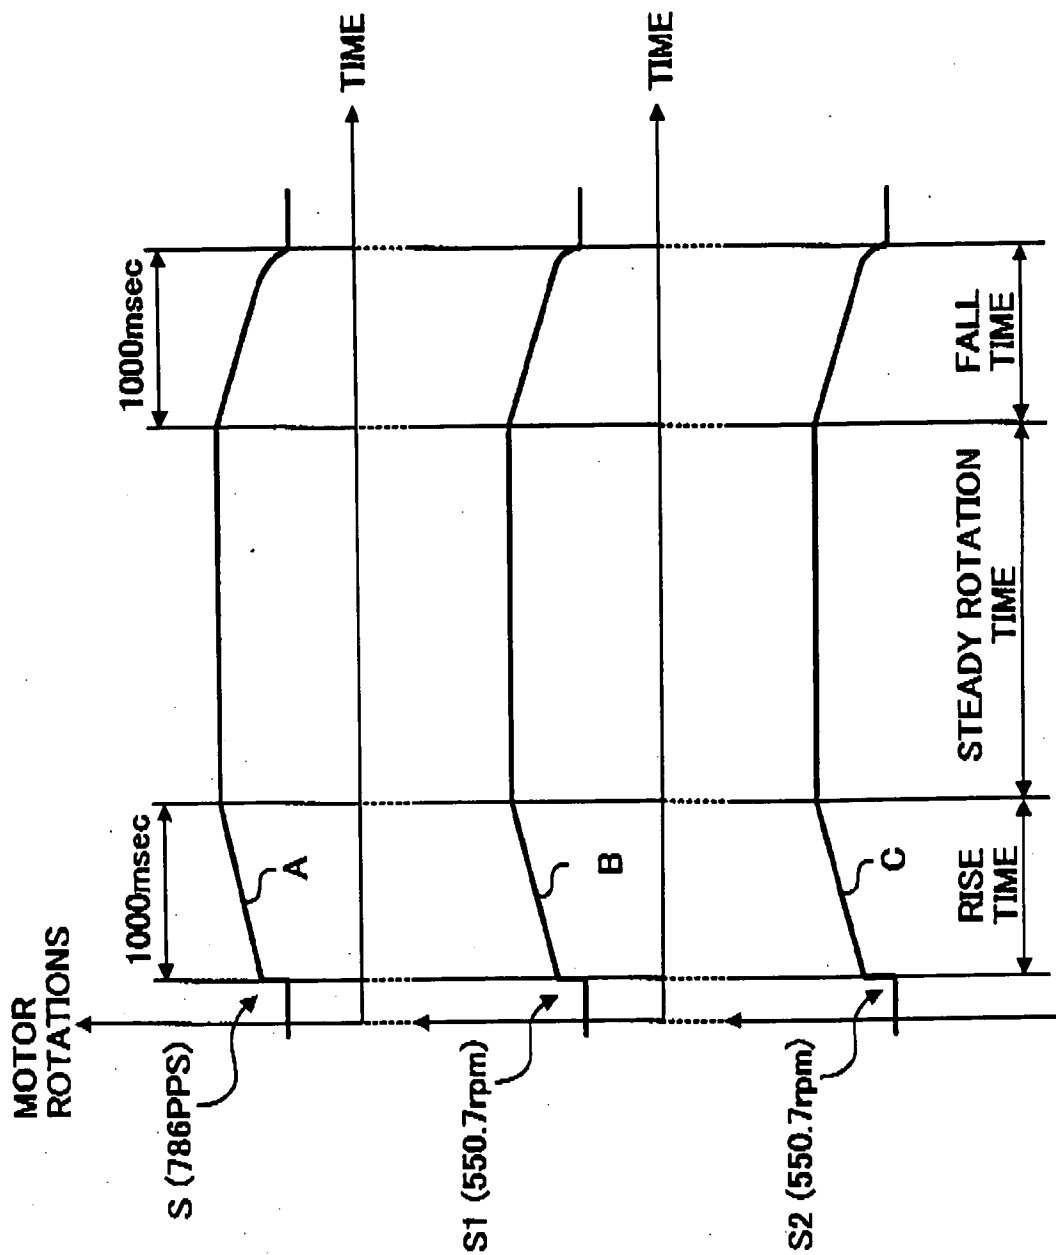 MOTOR
ROTATIONS
S (786PPS)
1000msec
1000msec
A
TIME
S1 (550.7rpm)
B
TIME
S2 (550.7rpm)
C
RISE
TIME
STEADY ROTATION
TIME
FALL
TIME